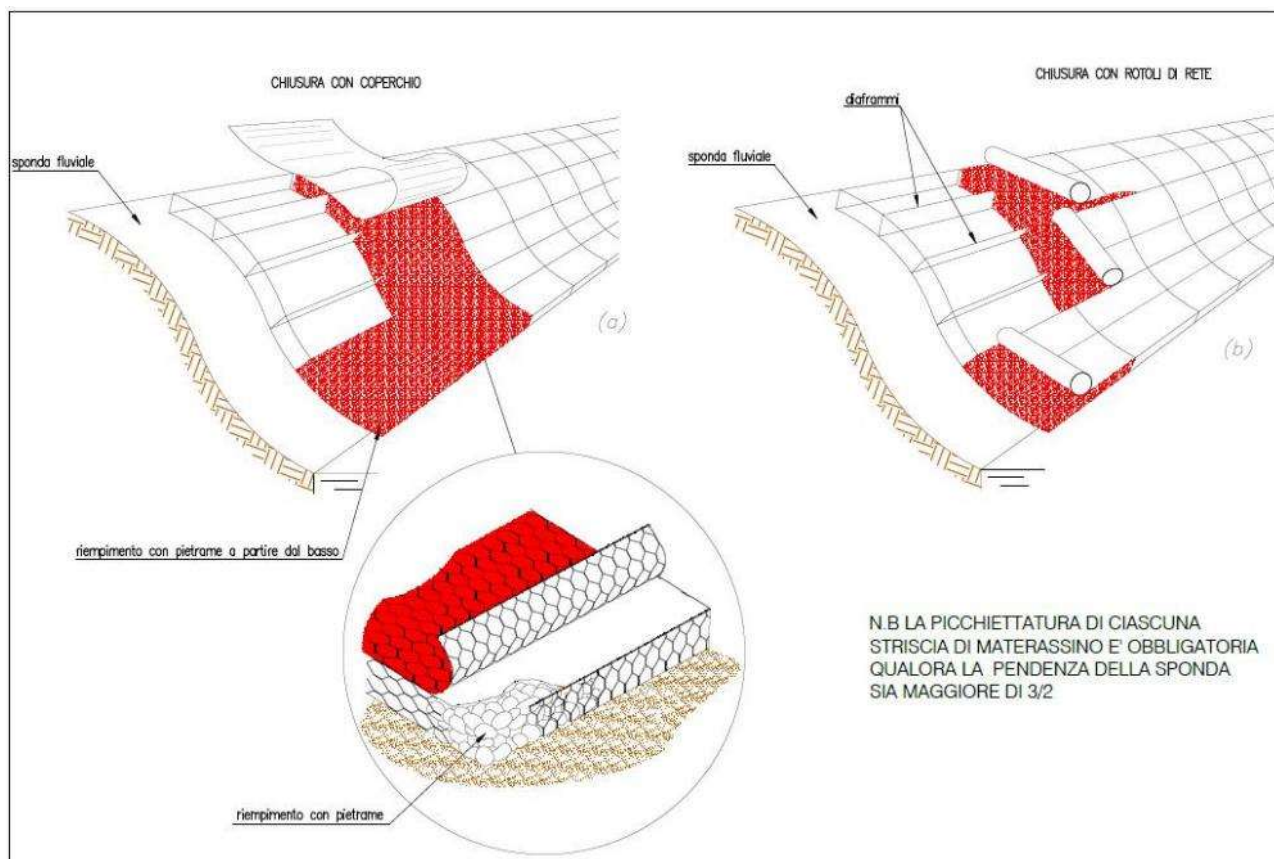 CHIUSURA CON COPERCHIO
sponda fluviale
(a)
riempimento con pietrame a partire dal basso
riempimento con pietrame
CHIUSURA CON ROTOLI DI RETE
diaframmi
sponda fluviale
(b)
N.B LA PICCHIETTATURA DI CIASCUNA
STRISCIA DI MATERASSINO E' OBBLIGATORIA
QUALORA LA PENDENZA DELLA SPONDA
SIA MAGGIORE DI 3/2